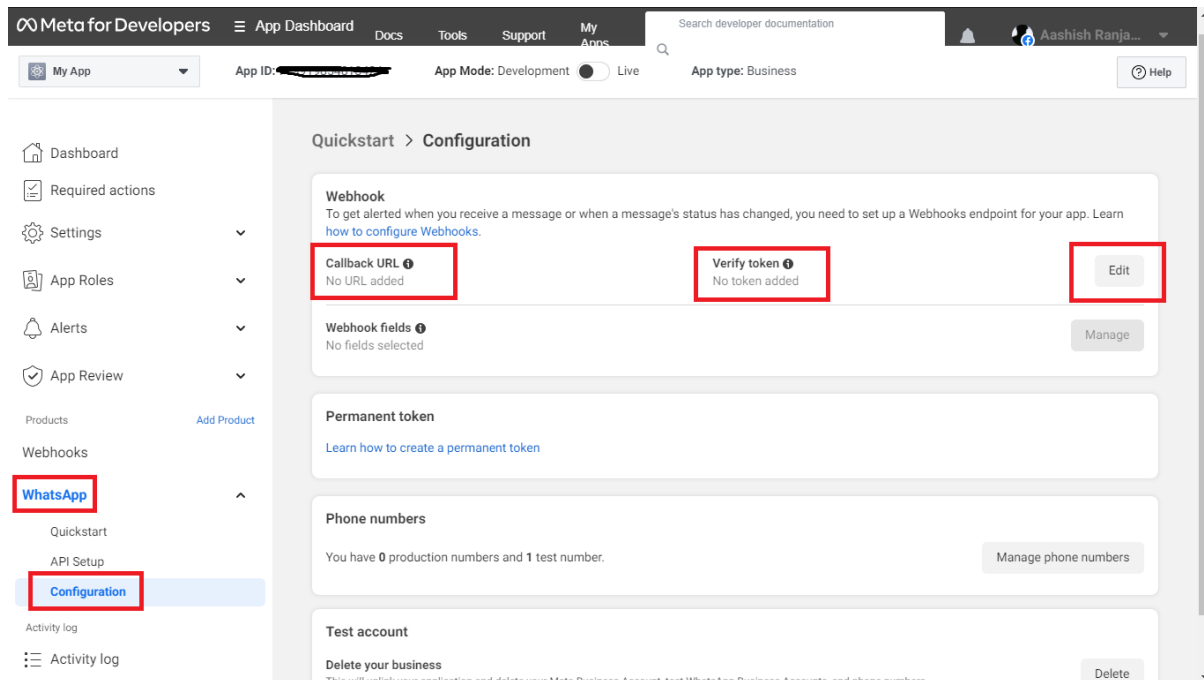 Meta for Developers
App Dashboard
Docs
Tools
Support
My Apps
Search developer documentation
Aashish Ranja...
My App
App ID:
App Mode: Development
Live
App type: Business
Help
Dashboard
Required actions
Settings
App Roles
Alerts
App Review
Products
Add Product
Webhooks
WhatsApp
Quickstart
API Setup
Configuration
Activity log
Activity log
Quickstart > Configuration
Webhook
To get alerted when you receive a message or when a message's status has changed, you need to set up a Webhooks endpoint for your app. Learn
how to configure Webhooks.
Callback URL
No URL added
Verify token
No token added
Edit
Webhook fields
No fields selected
Manage
Permanent token
Learn how to create a permanent token
Phone numbers
You have 0 production numbers and 1 test number.
Manage phone numbers
Test account
Delete your business
Delete